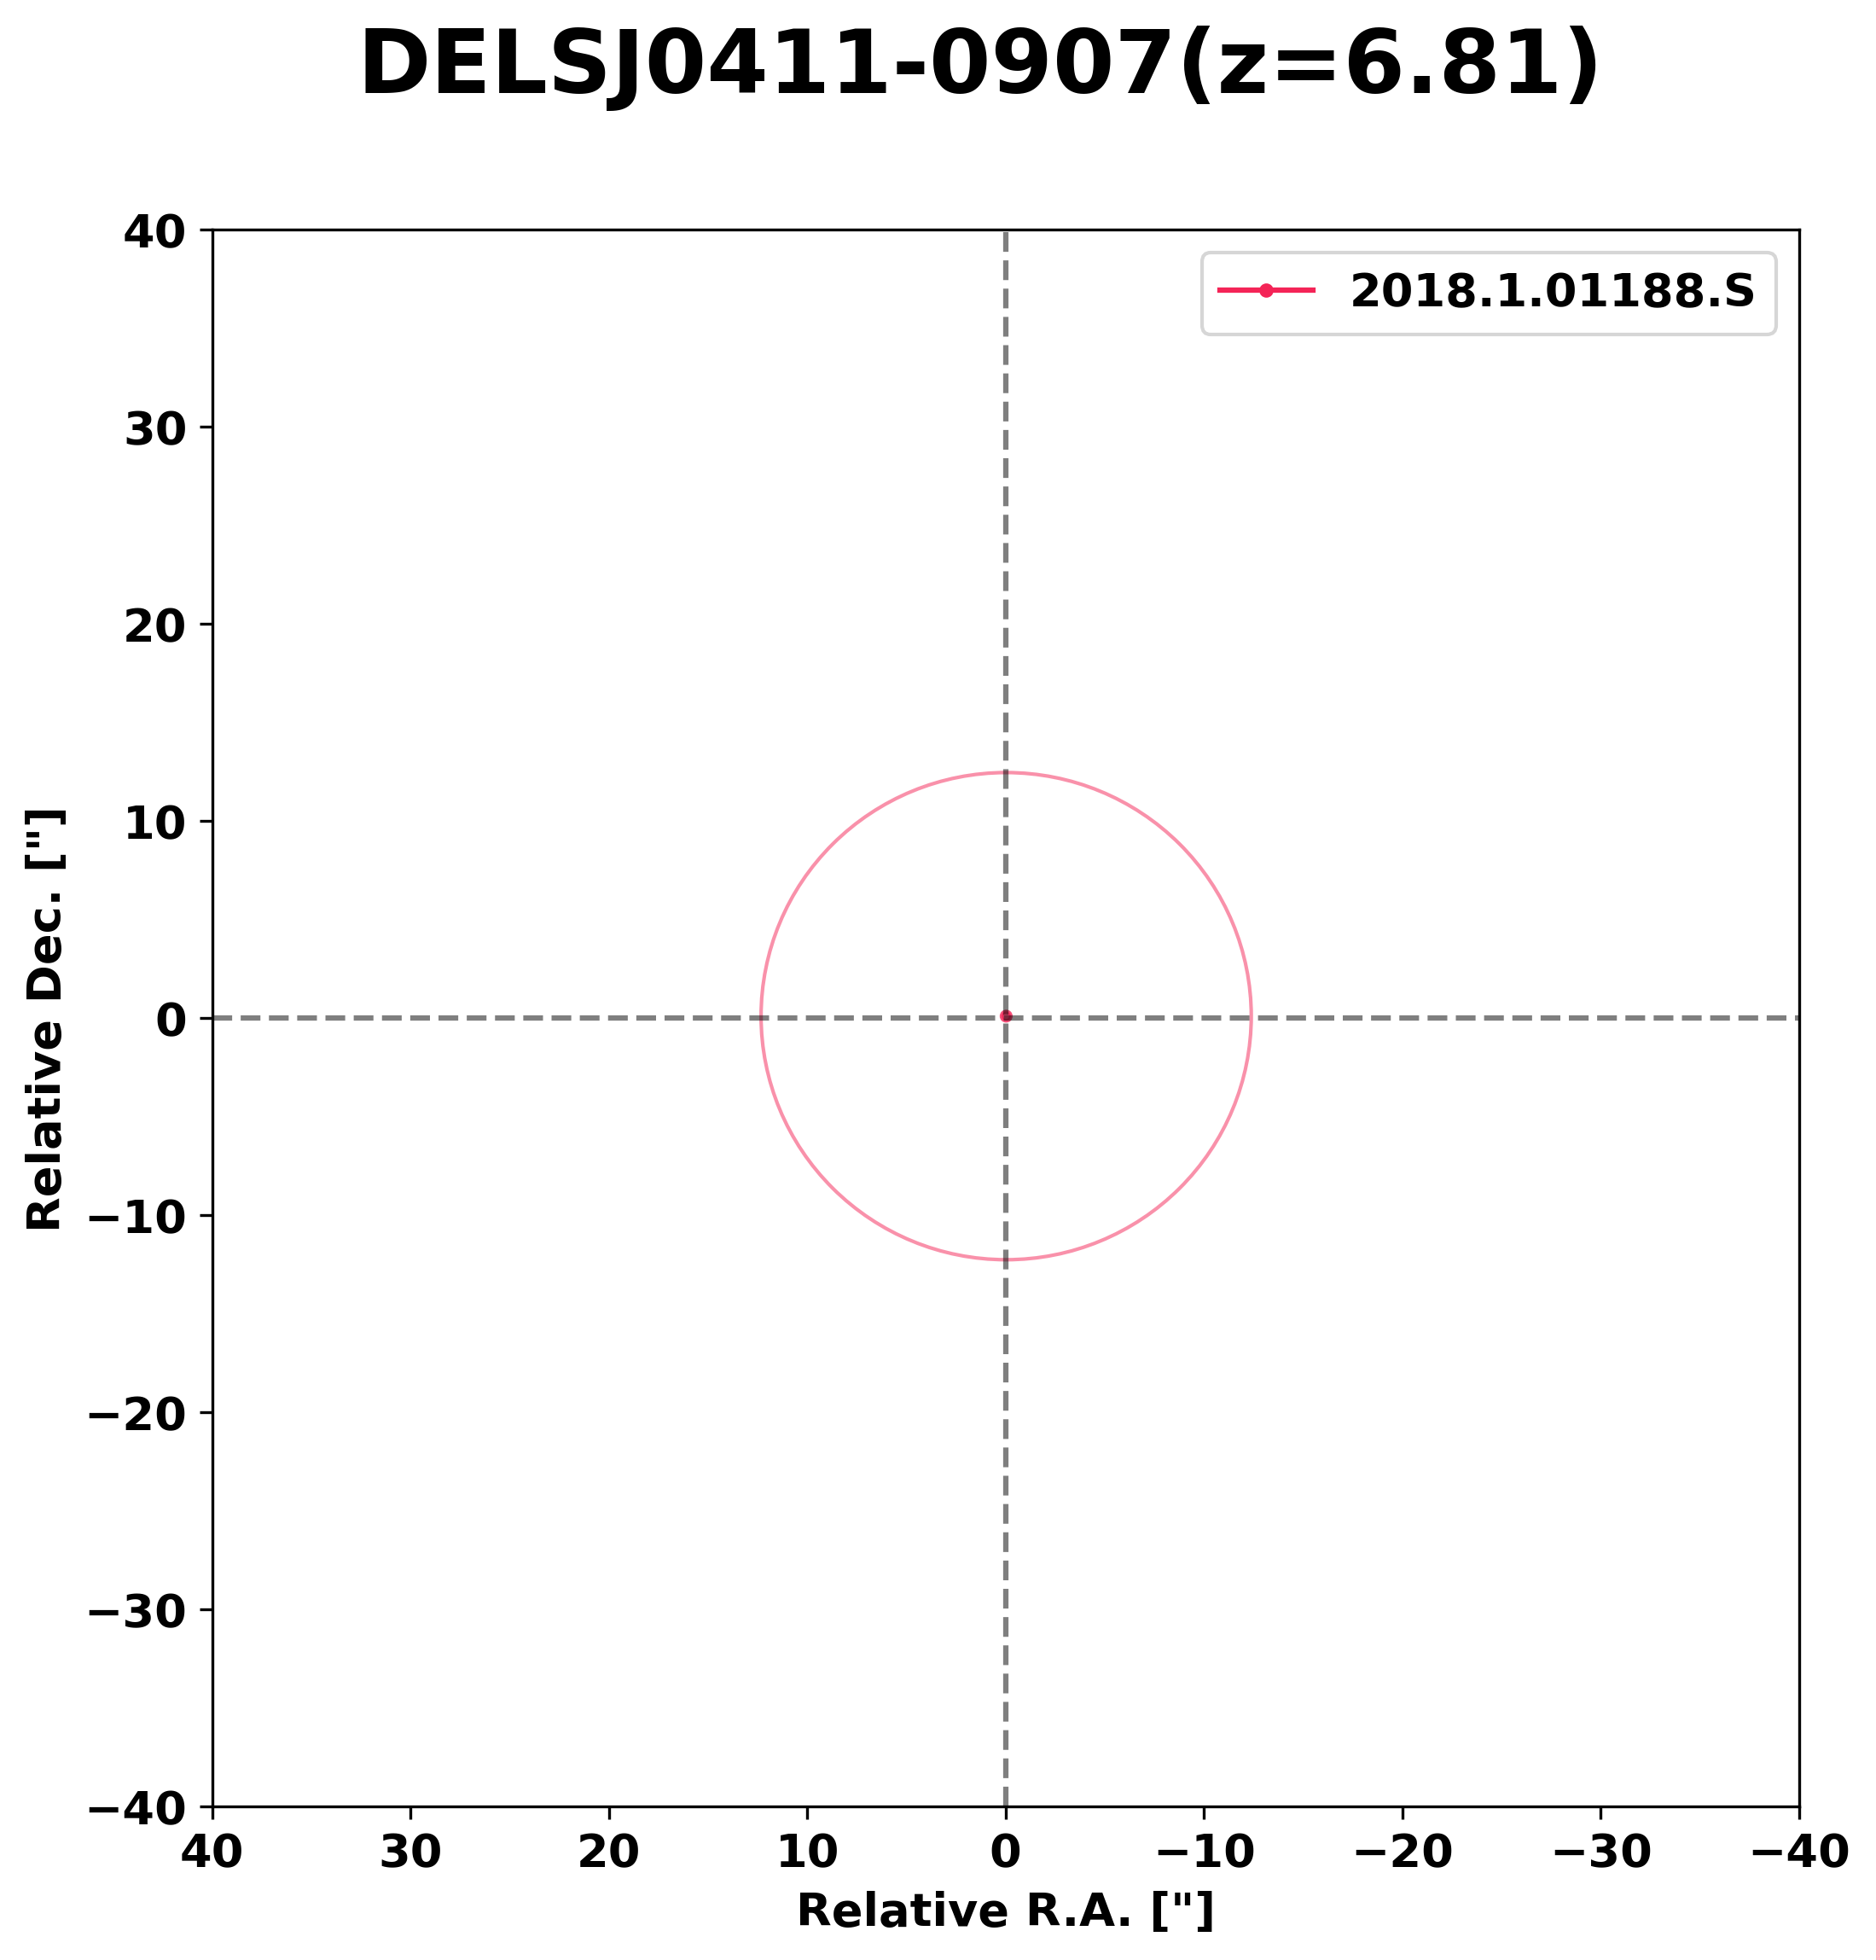 DELSJ0411-0907(z=6.81)
2018.1.01188.S
40
30
20
10
0
−10
−20
−30
−40
Relative Dec. ["]
40 30 20 10 0 −10 −20 −30 −40
Relative R.A. ["]